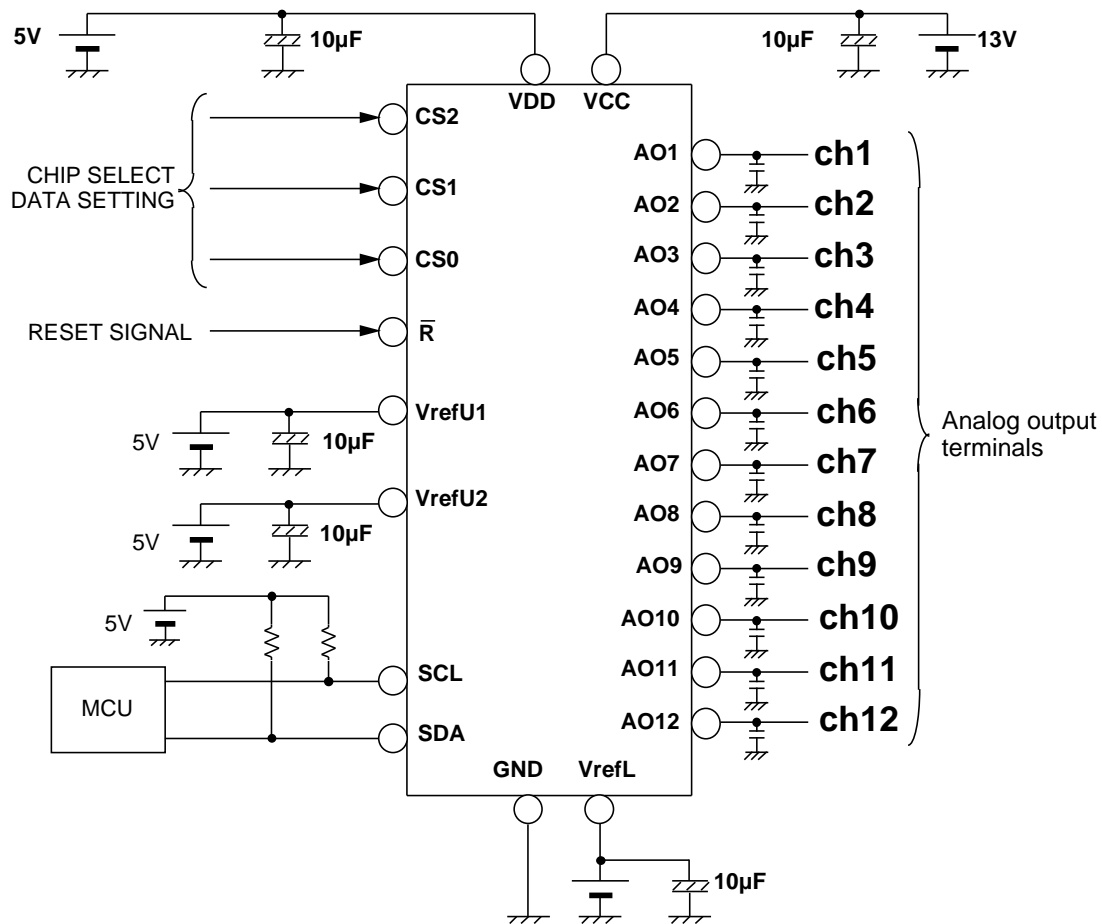 5V
10µF
10µF
13V
VDD
VCC
CS2
CS1
CS0
CHIP SELECT
DATA SETTING
RESET SIGNAL
R̅
VrefU1
5V
10µF
VrefU2
5V
10µF
5V
MCU
SCL
SDA
GND
VrefL
10µF
AO1
ch1
AO2
ch2
AO3
ch3
AO4
ch4
AO5
ch5
AO6
ch6
AO7
ch7
AO8
ch8
AO9
ch9
AO10
ch10
AO11
ch11
AO12
ch12
Analog output
terminals